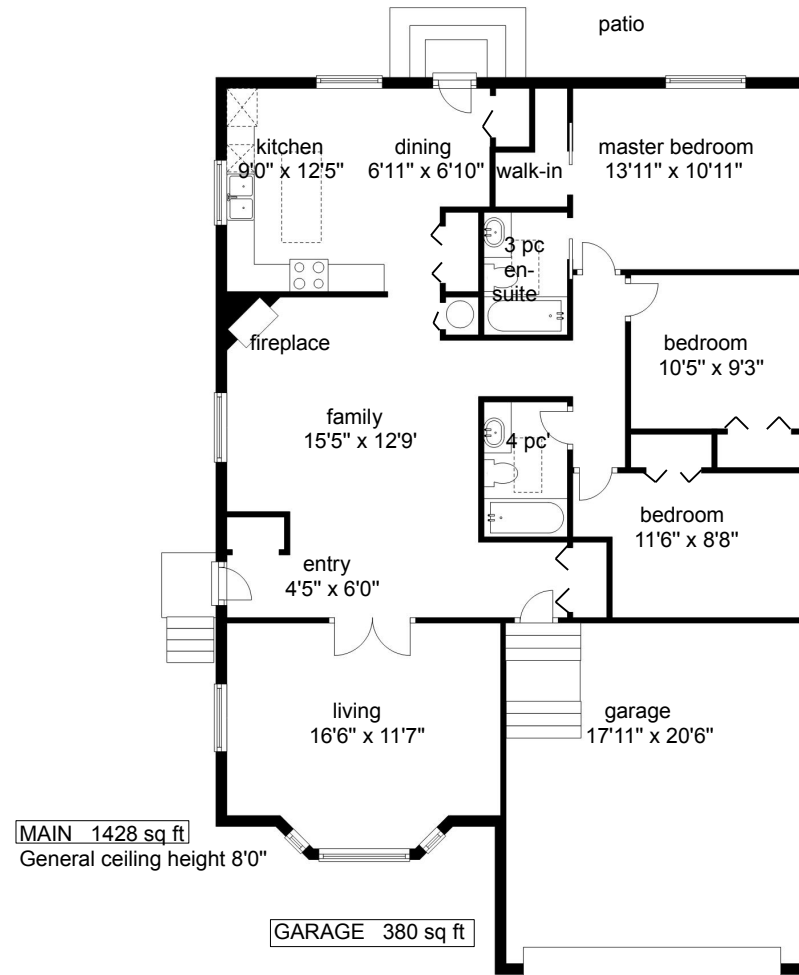 patio
kitchen
9'0" x 12'5"
dining
6'11" x 6'10"
walk-in
master bedroom
13'11" x 10'11"
3 pc
en-
suite
fireplace
bedroom
10'5" x 9'3"
family
15'5" x 12'9'
4 pc'
bedroom
11'6" x 8'8"
entry
4'5" x 6'0"
living
16'6" x 11'7"
garage
17'11" x 20'6"
MAIN 1428 sq ft
General ceiling height 8'0"
GARAGE 380 sq ft